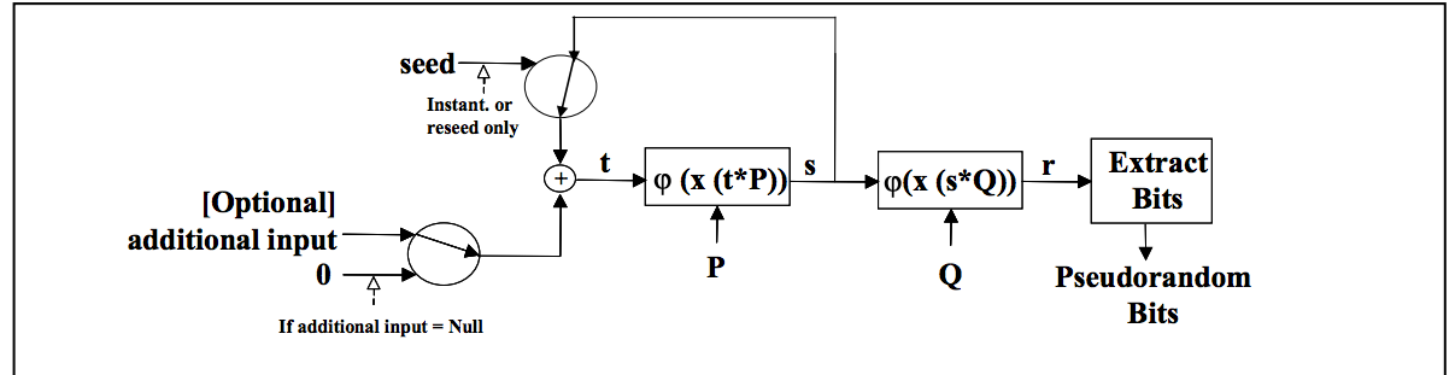 seed
Instant. or
reseed only
[Optional]
additional input
0
If additional input = Null
+
t
φ (x (t*P))
P
s
φ(x (s*Q))
Q
r
Extract
Bits
Pseudorandom
Bits